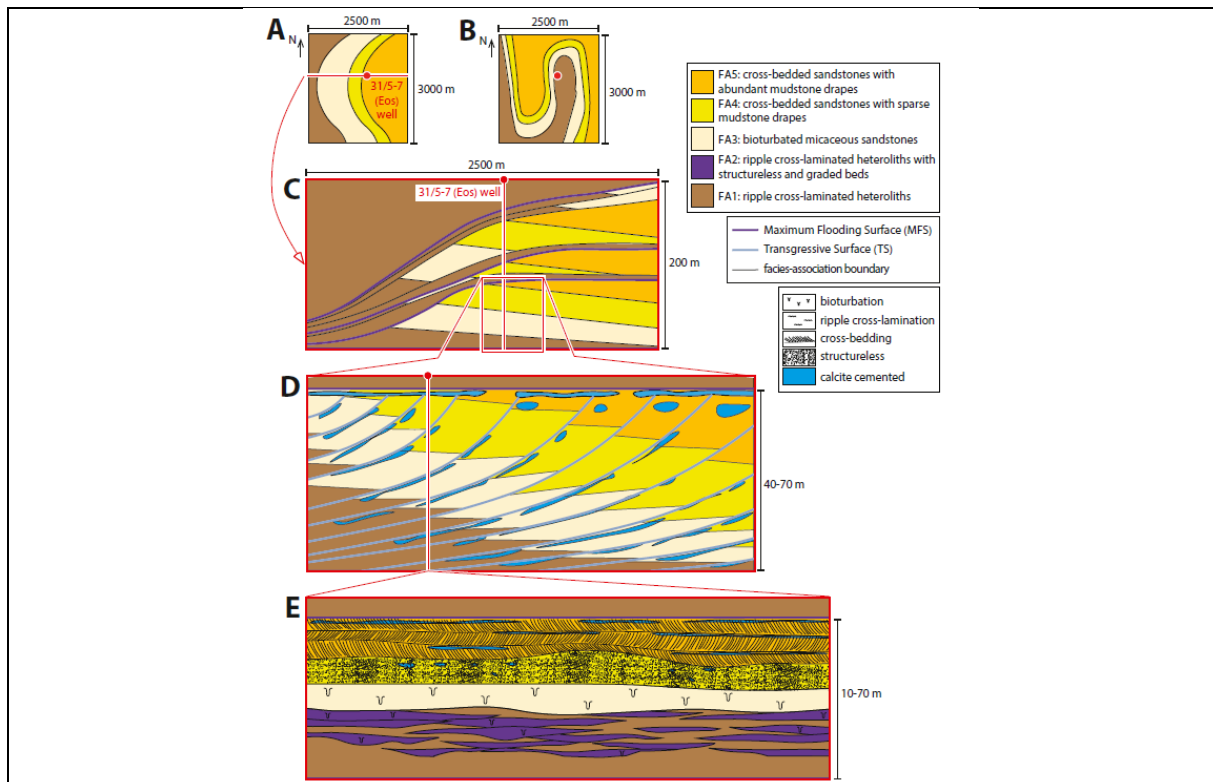 A
N
2500 m
3000 m
31/5-7
(Eos)
well
B
N
2500 m
3000 m
FA5: cross-bedded sandstones with
abundant mudstone drapes
FA4: cross-bedded sandstones with sparse
mudstone drapes
FA3: bioturbated micaceous sandstones
FA2: ripple cross-laminated heteroliths with
structureless and graded beds
FA1: ripple cross-laminated heteroliths
C
2500 m
31/5-7 (Eos) well
200 m
Maximum Flooding Surface (MFS)
Transgressive Surface (TS)
facies-association boundary
bioturbation
ripple cross-lamination
cross-bedding
structureless
calcite cemented
D
40-70 m
E
10-70 m